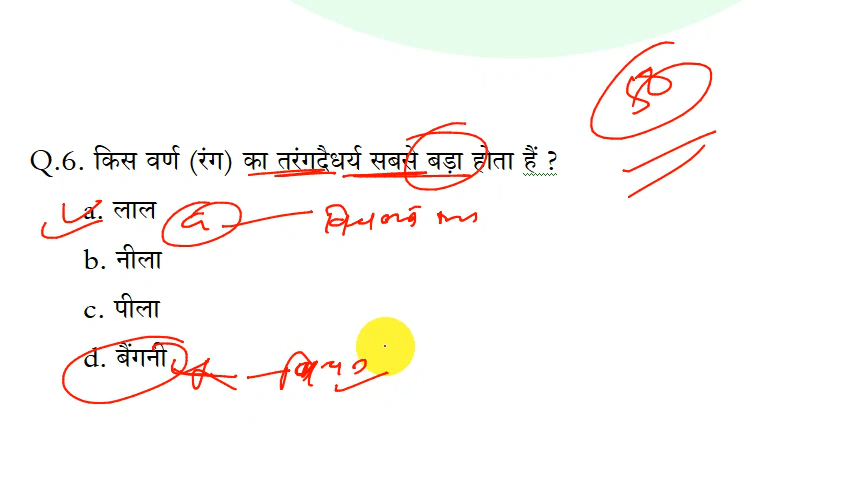 Q.6. किस वर्ण (रंग) का तरंगदैधर्य सबसे बड़ा होता हैं ?
a. लाल
b. नीला
c. पीला
d. बैंगनी